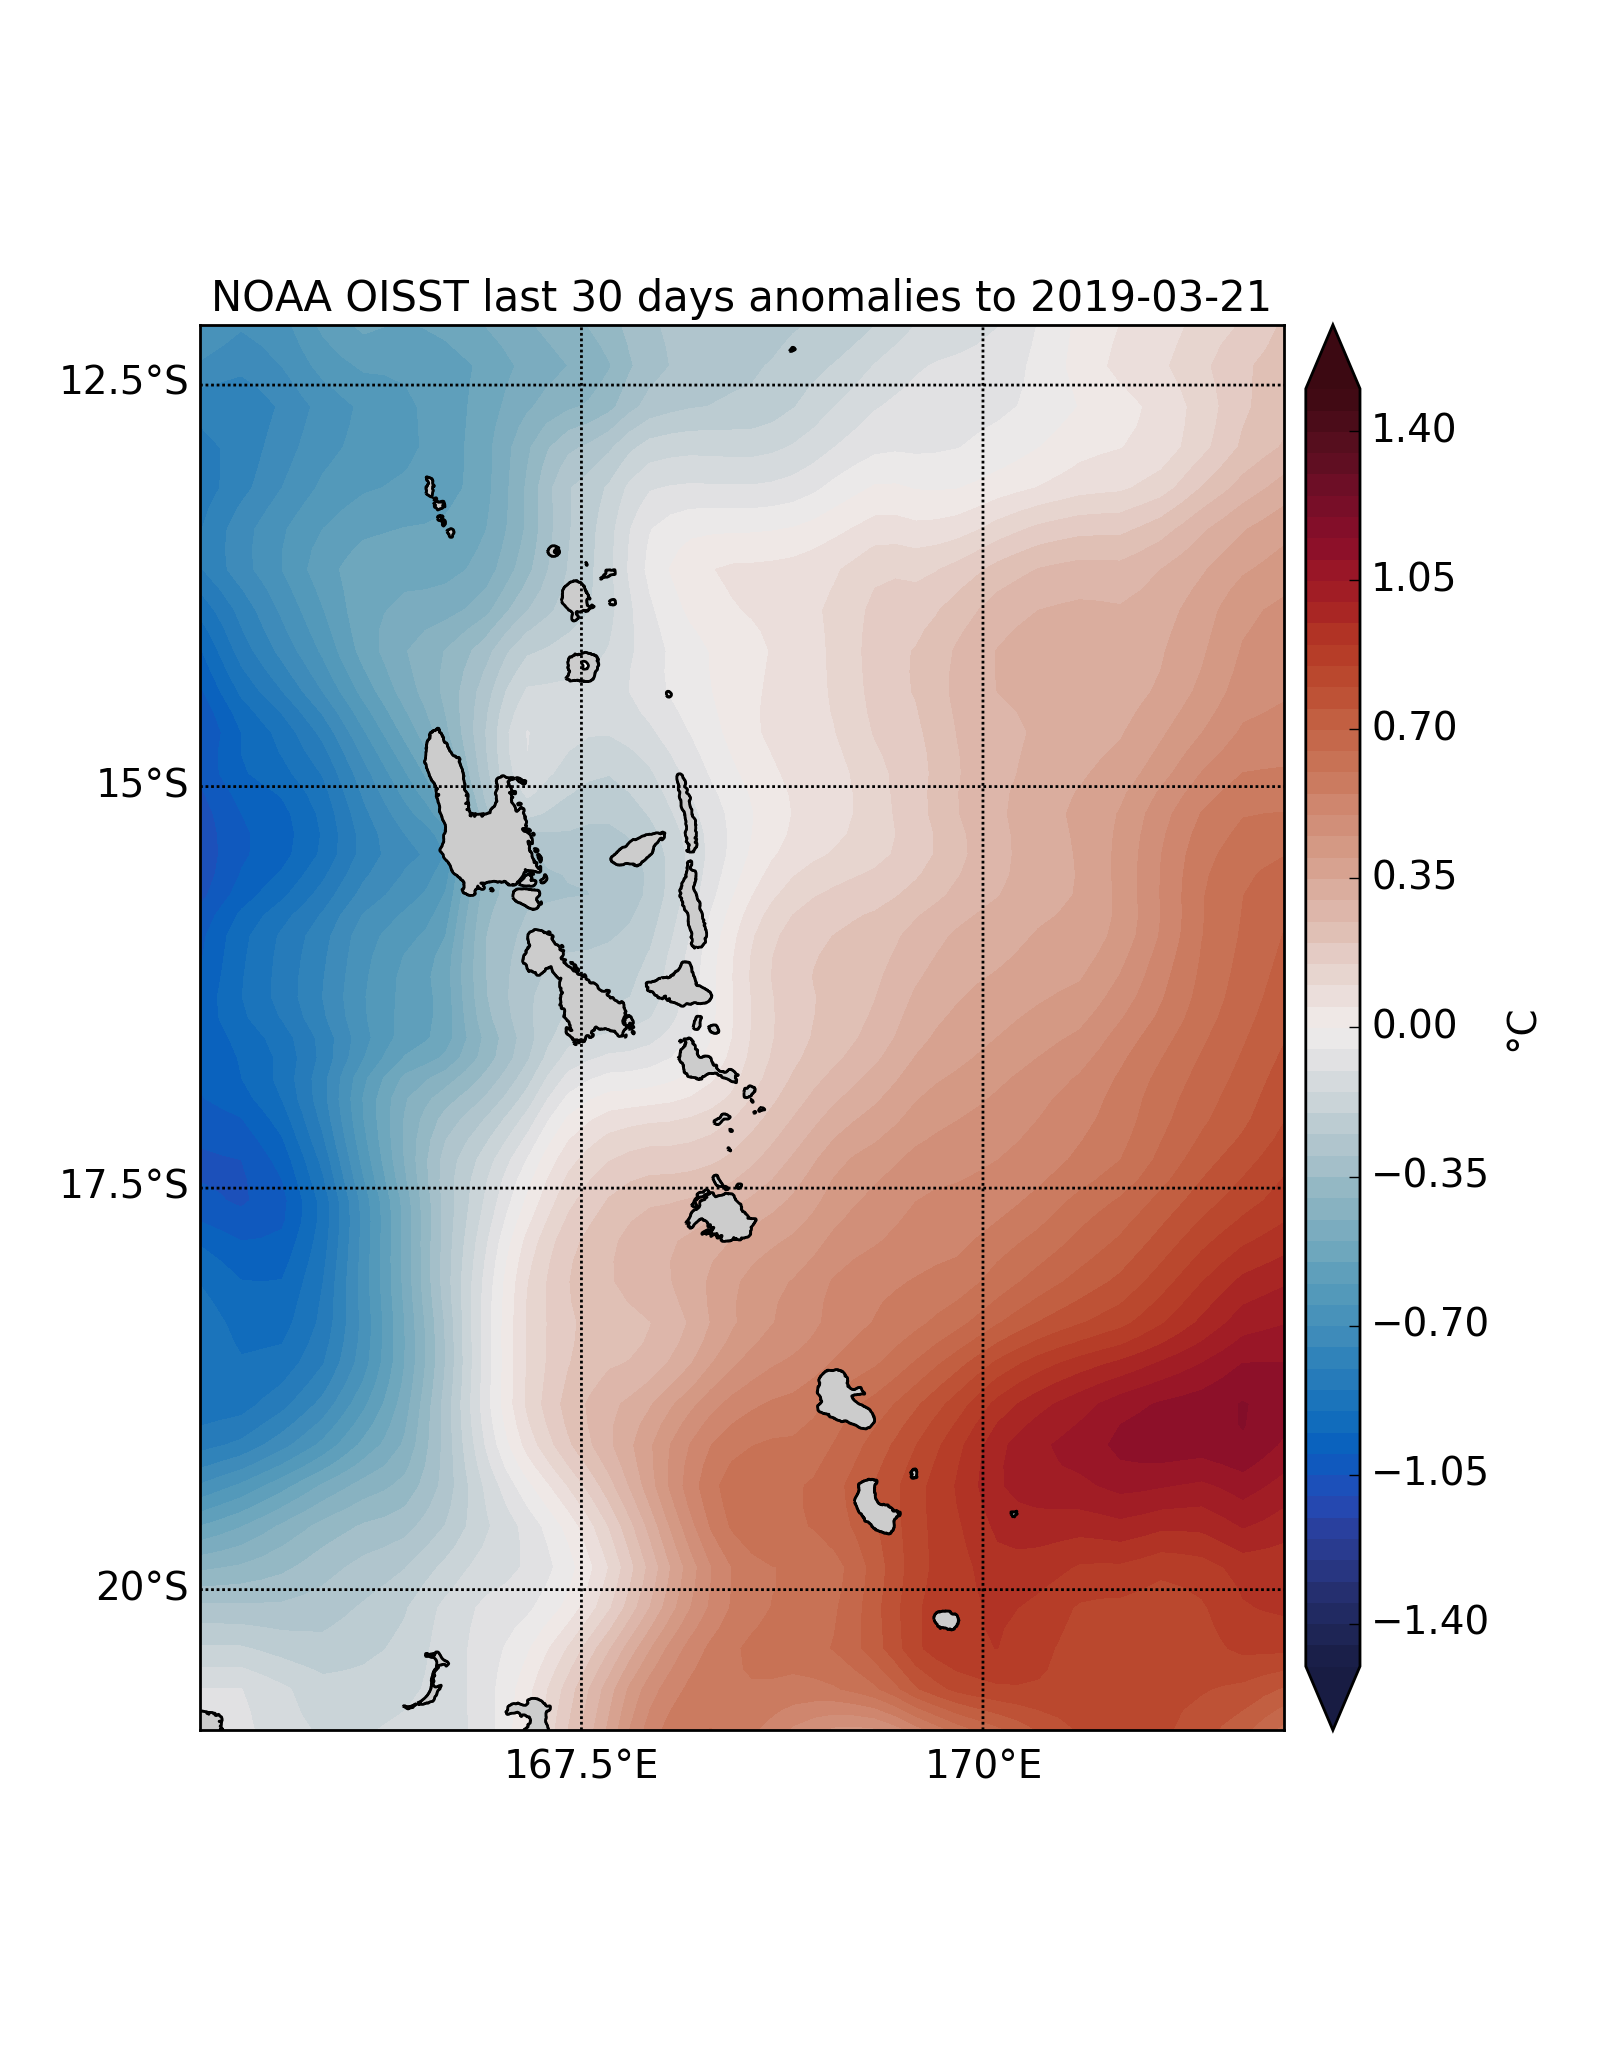 NOAA OISST last 30 days anomalies to 2019-03-21
12.5°S
15°S
17.5°S
20°S
167.5°E
170°E
1.40
1.05
0.70
0.35
0.00
−0.35
−0.70
−1.05
−1.40
°C